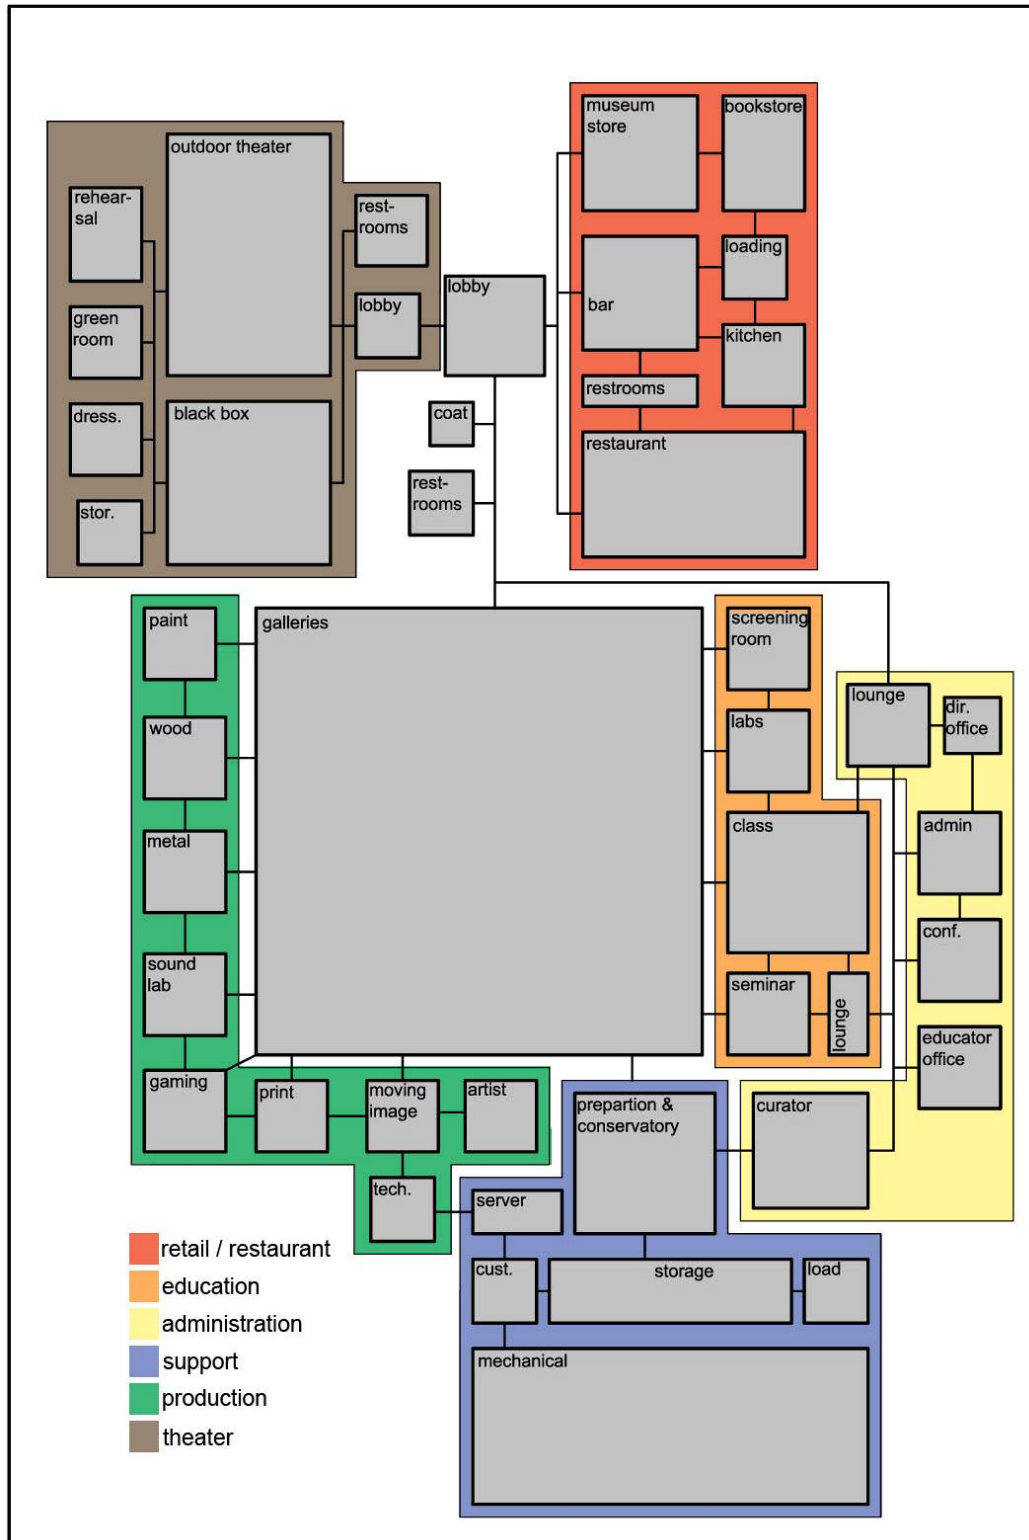 outdoor theater
rehear-
sal
green
room
dress.
stor.
black box
rest-
rooms
lobby
lobby
coat
rest-
rooms
museum
store
bookstore
loading
bar
kitchen
restrooms
restaurant
paint
wood
metal
sound
lab
gaming
print
moving
image
artist
tech.
galleries
screening
room
labs
class
seminar
lounge
lounge
dir.
office
admin
conf.
educator
office
curator
prepartion &
conservatory
server
cust.
storage
load
mechanical
retail / restaurant
education
administration
support
production
theater